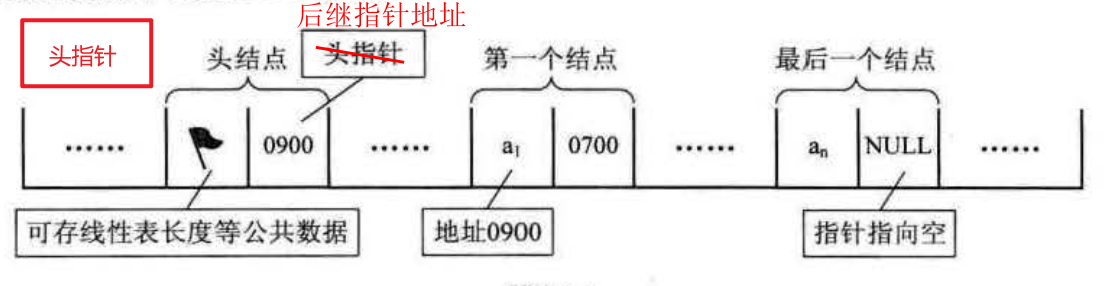 后继指针地址
头指针
头结点
头指针
第一个结点
最后一个结点
…… 0900 …… a1 0700 …… an NULL ……
可存线性表长度等公共数据
地址0900
指针指向空